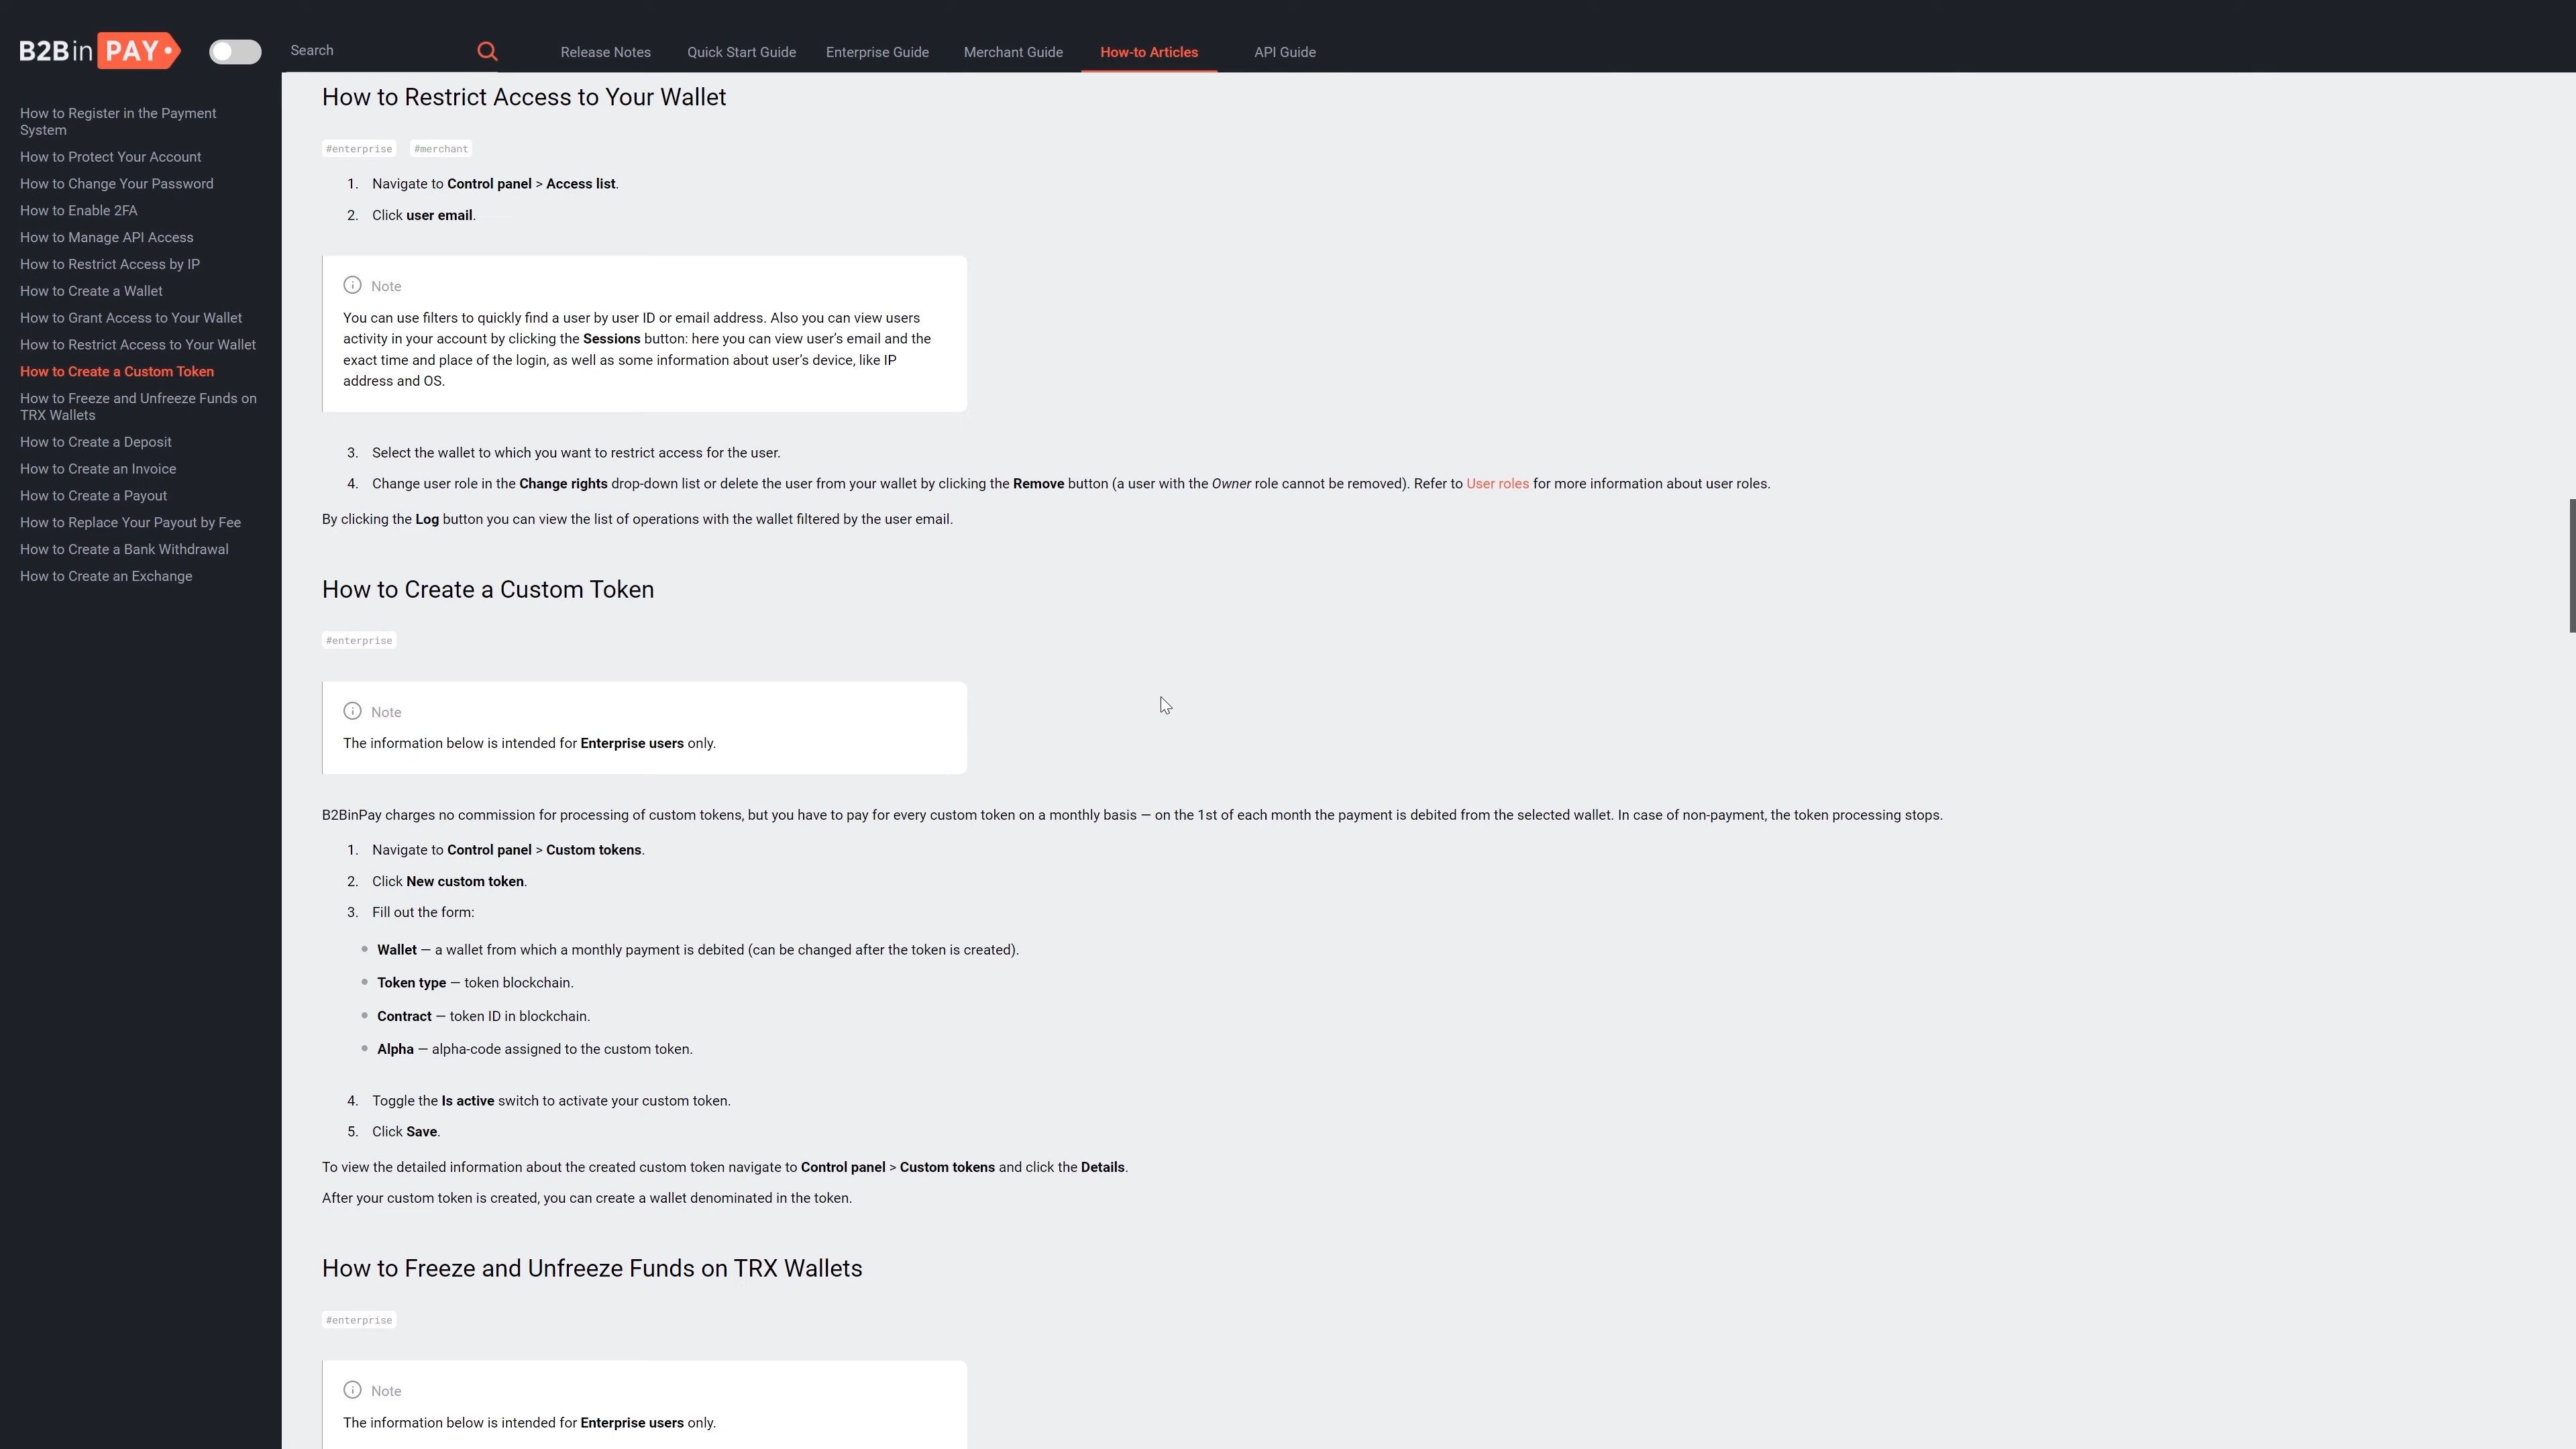 B2BinPAY
Search
Release Notes
Quick Start Guide
Enterprise Guide
Merchant Guide
How-to Articles
API Guide
How to Register in the Payment
System
How to Protect Your Account
How to Change Your Password
How to Enable 2FA
How to Manage API Access
How to Restrict Access by IP
How to Create a Wallet
How to Grant Access to Your Wallet
How to Restrict Access to Your Wallet
How to Create a Custom Token
How to Freeze and Unfreeze Funds on
TRX Wallets
How to Create a Deposit
How to Create an Invoice
How to Create a Payout
How to Replace Your Payout by Fee
How to Create a Bank Withdrawal
How to Create an Exchange
How to Restrict Access to Your Wallet
#enterprise #merchant
1. Navigate to Control panel > Access list.
2. Click user email.
Note
You can use filters to quickly find a user by user ID or email address. Also you can view users
activity in your account by clicking the Sessions button: here you can view user’s email and the
exact time and place of the login, as well as some information about user’s device, like IP
address and OS.
3. Select the wallet to which you want to restrict access for the user.
4. Change user role in the Change rights drop-down list or delete the user from your wallet by clicking the Remove button (a user with the Owner role cannot be removed). Refer to User roles for more information about user roles.
By clicking the Log button you can view the list of operations with the wallet filtered by the user email.
How to Create a Custom Token
#enterprise
Note
The information below is intended for Enterprise users only.
B2BinPay charges no commission for processing of custom tokens, but you have to pay for every custom token on a monthly basis — on the 1st of each month the payment is debited from the selected wallet. In case of non-payment, the token processing stops.
1. Navigate to Control panel > Custom tokens.
2. Click New custom token.
3. Fill out the form:
Wallet — a wallet from which a monthly payment is debited (can be changed after the token is created).
Token type — token blockchain.
Contract — token ID in blockchain.
Alpha — alpha-code assigned to the custom token.
4. Toggle the Is active switch to activate your custom token.
5. Click Save.
To view the detailed information about the created custom token navigate to Control panel > Custom tokens and click the Details.
After your custom token is created, you can create a wallet denominated in the token.
How to Freeze and Unfreeze Funds on TRX Wallets
#enterprise
Note
The information below is intended for Enterprise users only.